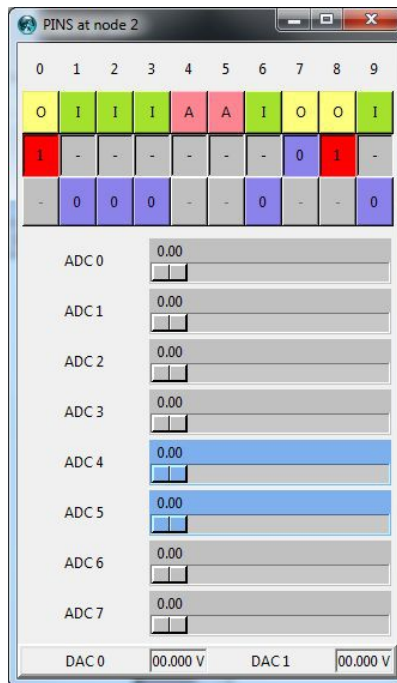 PINS at node 2
0 1 2 3 4 5 6 7 8 9
O I I I A A I O O I
1 - - - - - - 0 1 -
- 0 0 0 - - 0 - - 0
0.00
ADC 0
0.00
ADC 1
0.00
ADC 2
0.00
ADC 3
0.00
ADC 4
0.00
ADC 5
0.00
ADC 6
0.00
ADC 7
DAC 0 00.000 V DAC 1 00.000 V